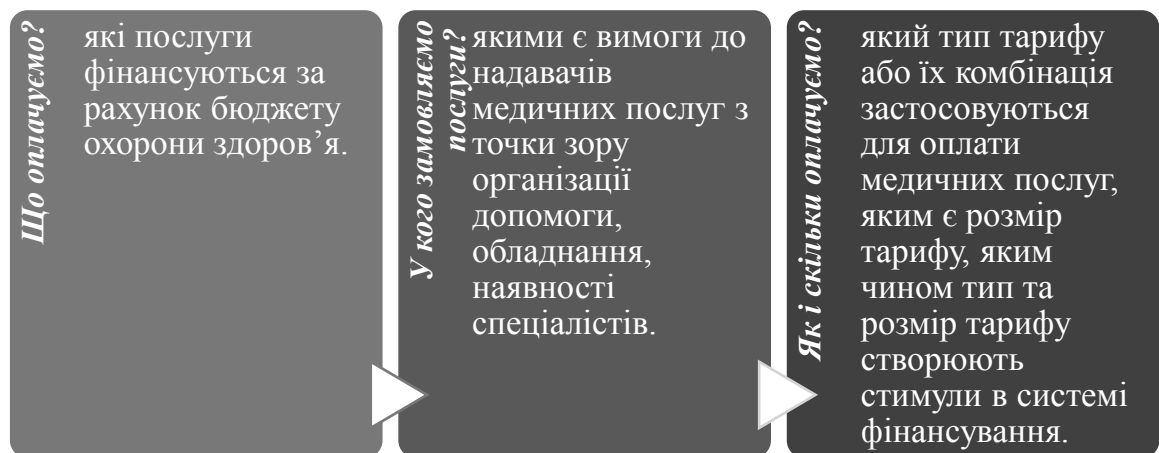 Що оплачуємо?
які послуги
фінансуються за
рахунок бюджету
охорони здоров’я.
У кого замовляємо
послуги?
якими є вимоги до
надавачів
медичних послуг з
точки зору
організації
допомоги,
обладнання,
наявності
спеціалістів.
Як і скільки оплачуємо?
який тип тарифу
або їх комбінація
застосовуються
для оплати
медичних послуг,
яким є розмір
тарифу, яким
чином тип та
розмір тарифу
створюють
стимули в системі
фінансування.